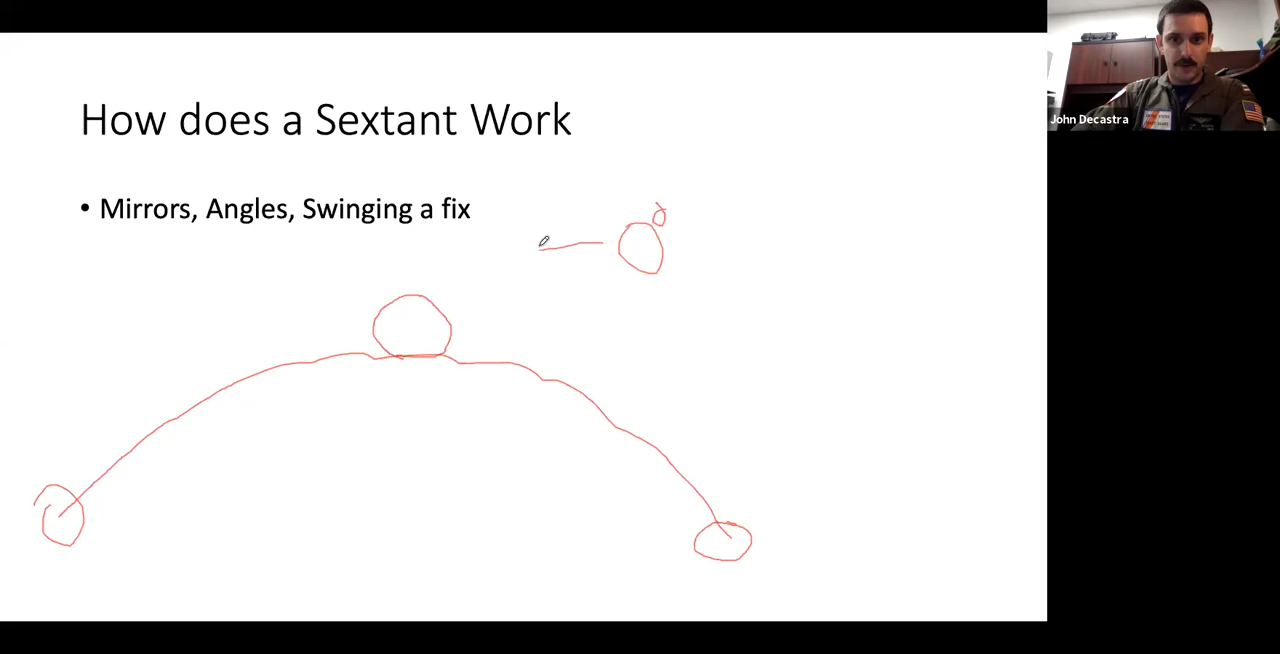 How does a Sextant Work
• Mirrors, Angles, Swinging a fix
John Decastra